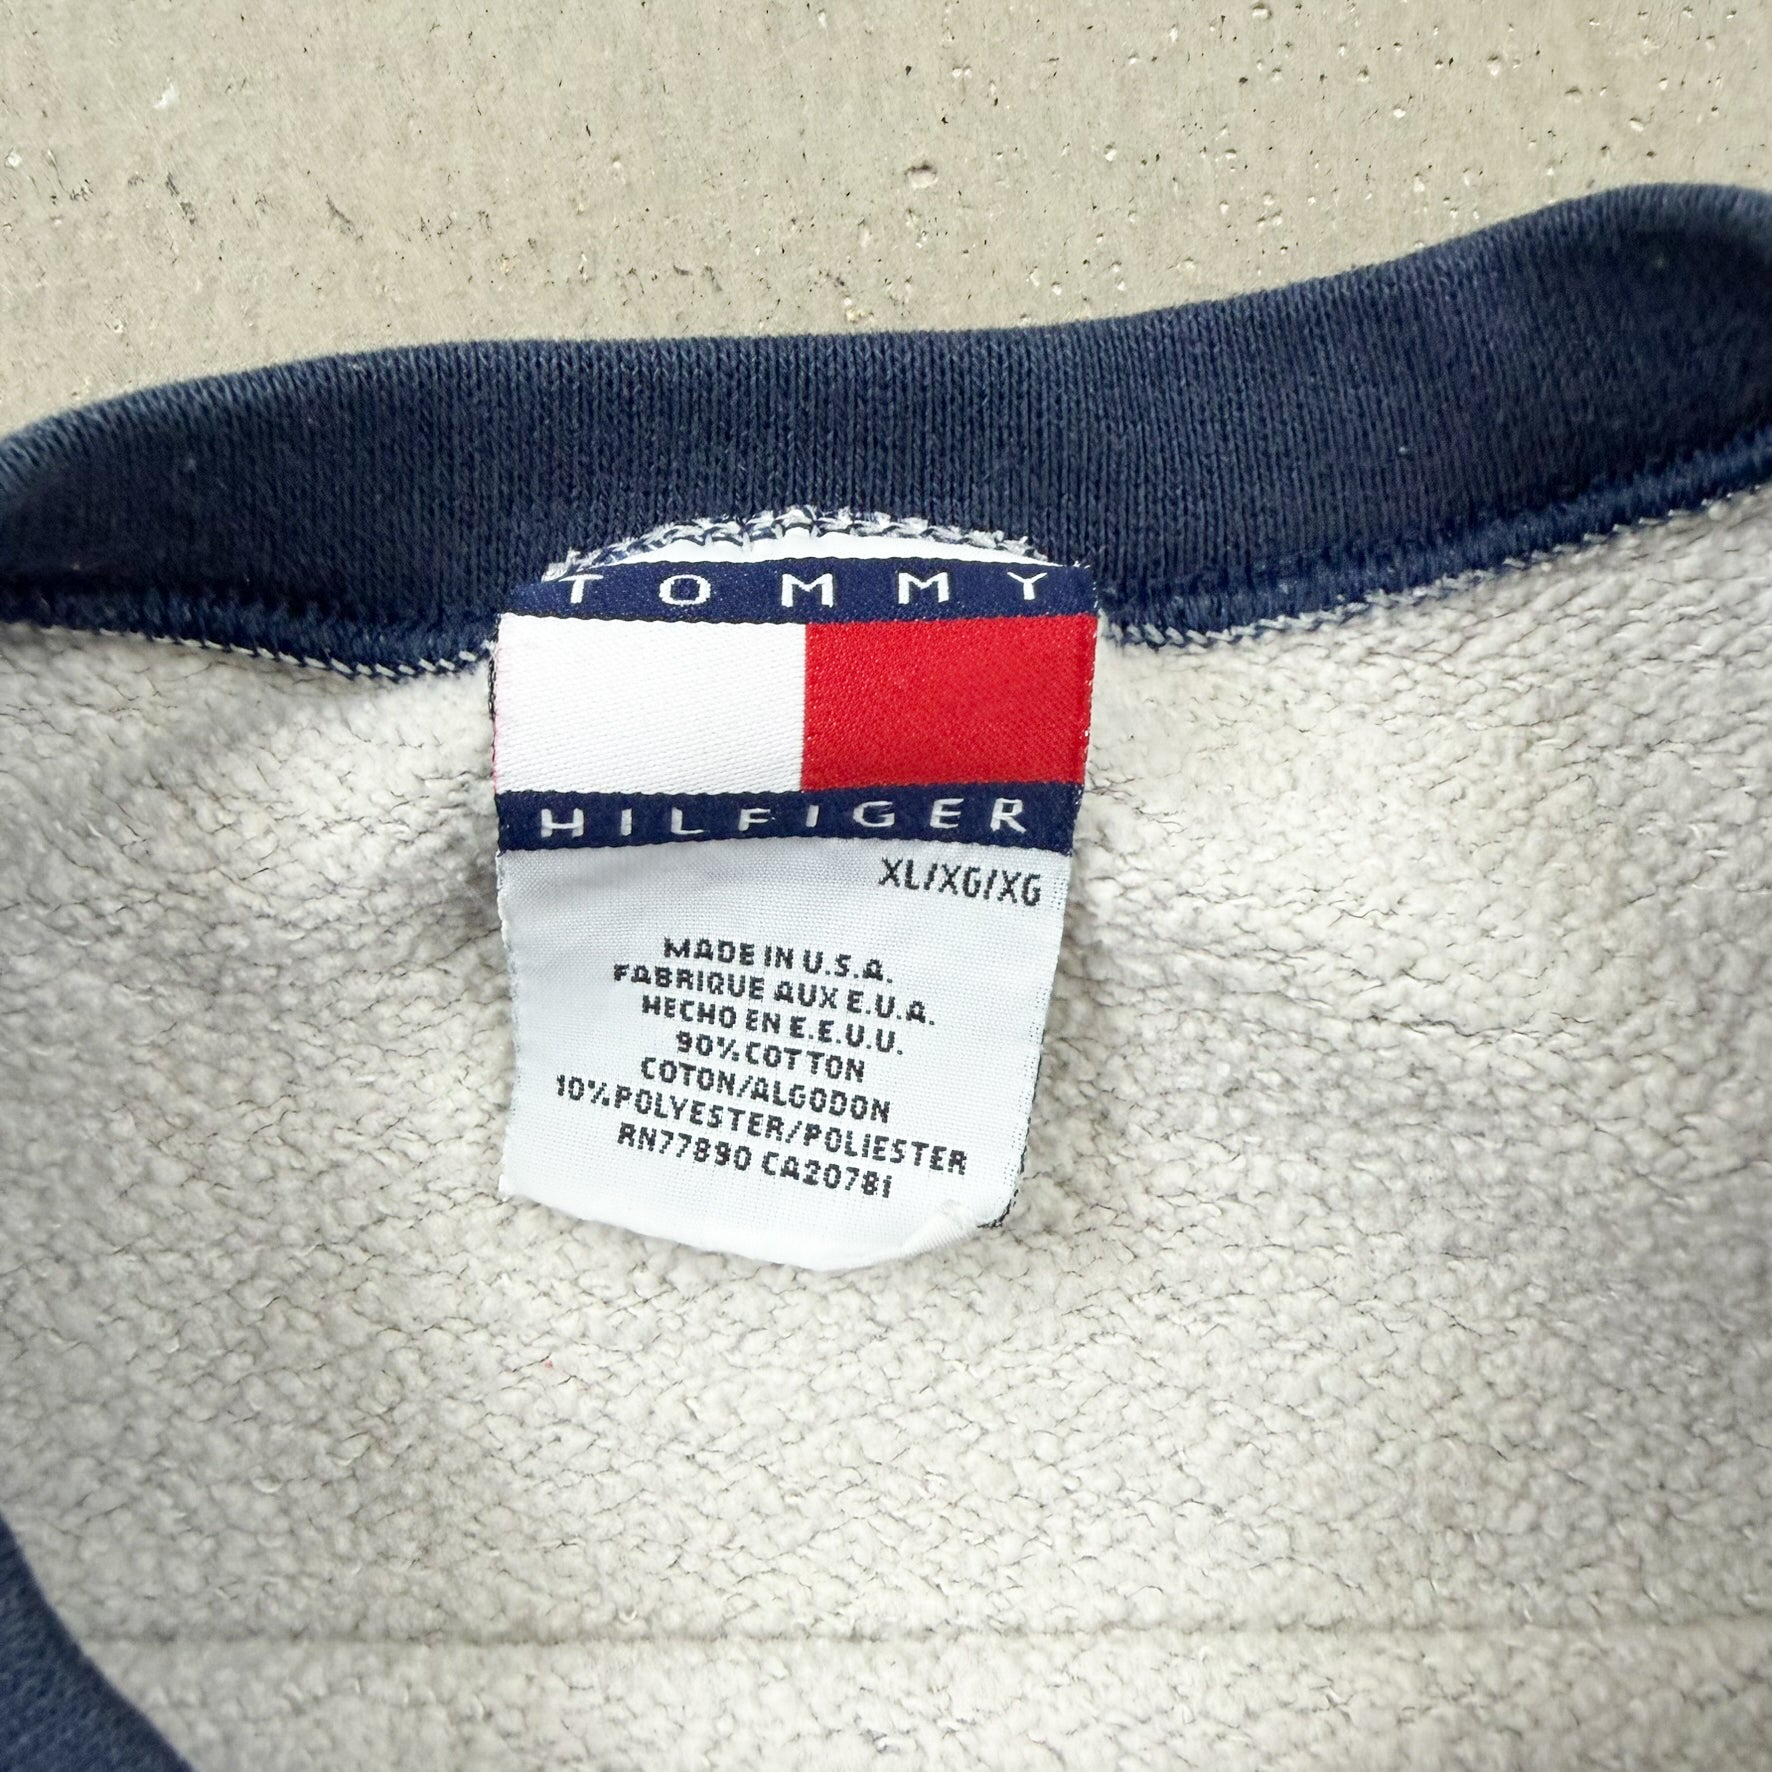 TOMMY
HILFIGER
XL/XG/XG
MADE IN U.S.A.
FABRIQUE AUX E.U.A.
HECHO EN E.E.U.U.
90% COTTON
COTON/ALGODON
10% POLYESTER/POLIESTER
RN77890 CA20781